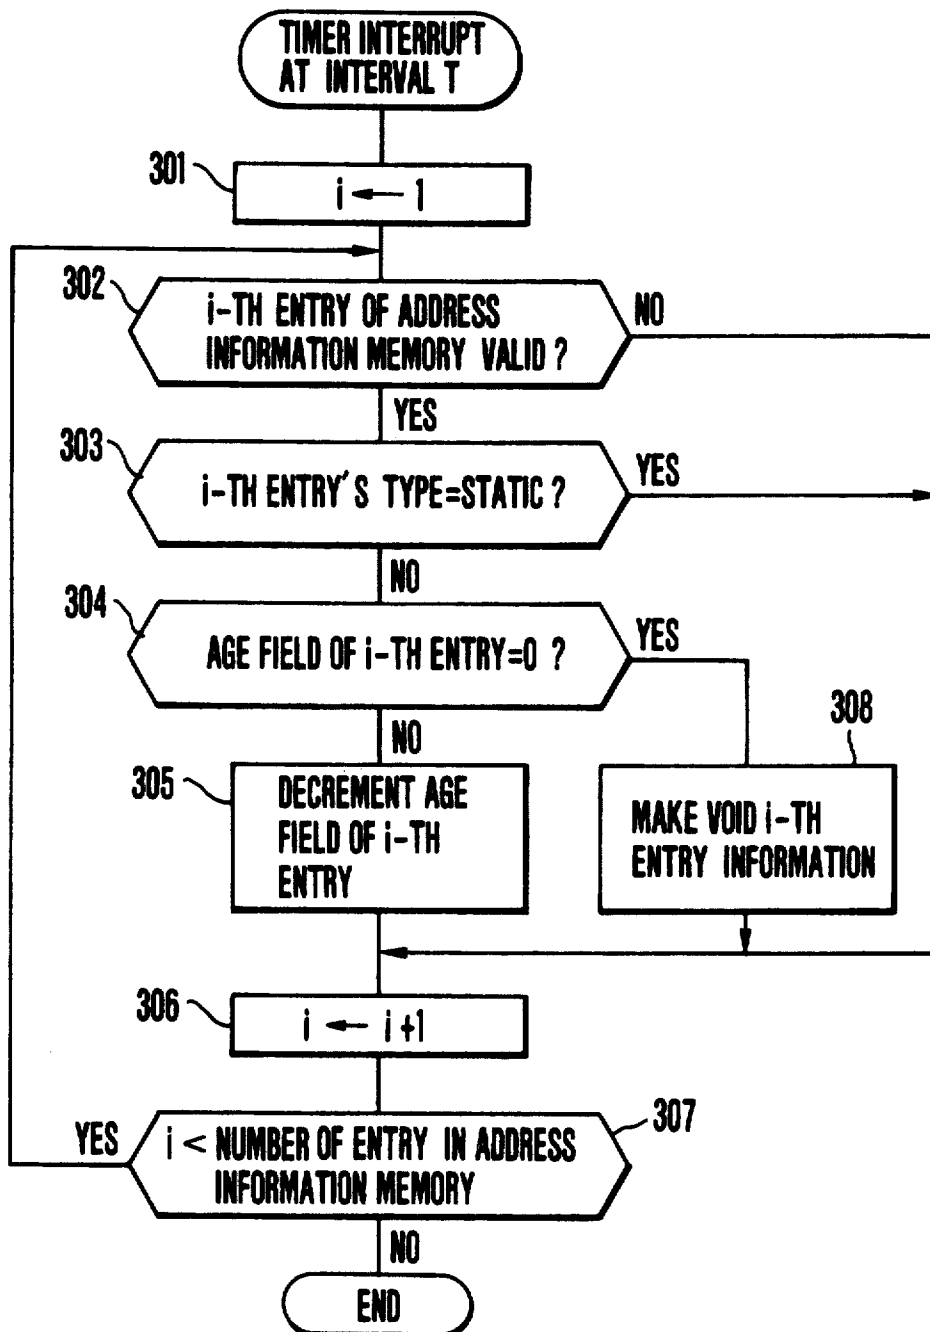 TIMER INTERRUPT
AT INTERVAL T
301
i ← 1
302
i-TH ENTRY OF ADDRESS
INFORMATION MEMORY VALID ?
NO
YES
303
i-TH ENTRY'S TYPE=STATIC ?
YES
NO
304
AGE FIELD OF i-TH ENTRY=0 ?
YES
NO
305
DECREMENT AGE
FIELD OF i-TH
ENTRY
308
MAKE VOID i-TH
ENTRY INFORMATION
306
i ← i+1
307
YES
i < NUMBER OF ENTRY IN ADDRESS
INFORMATION MEMORY
NO
END